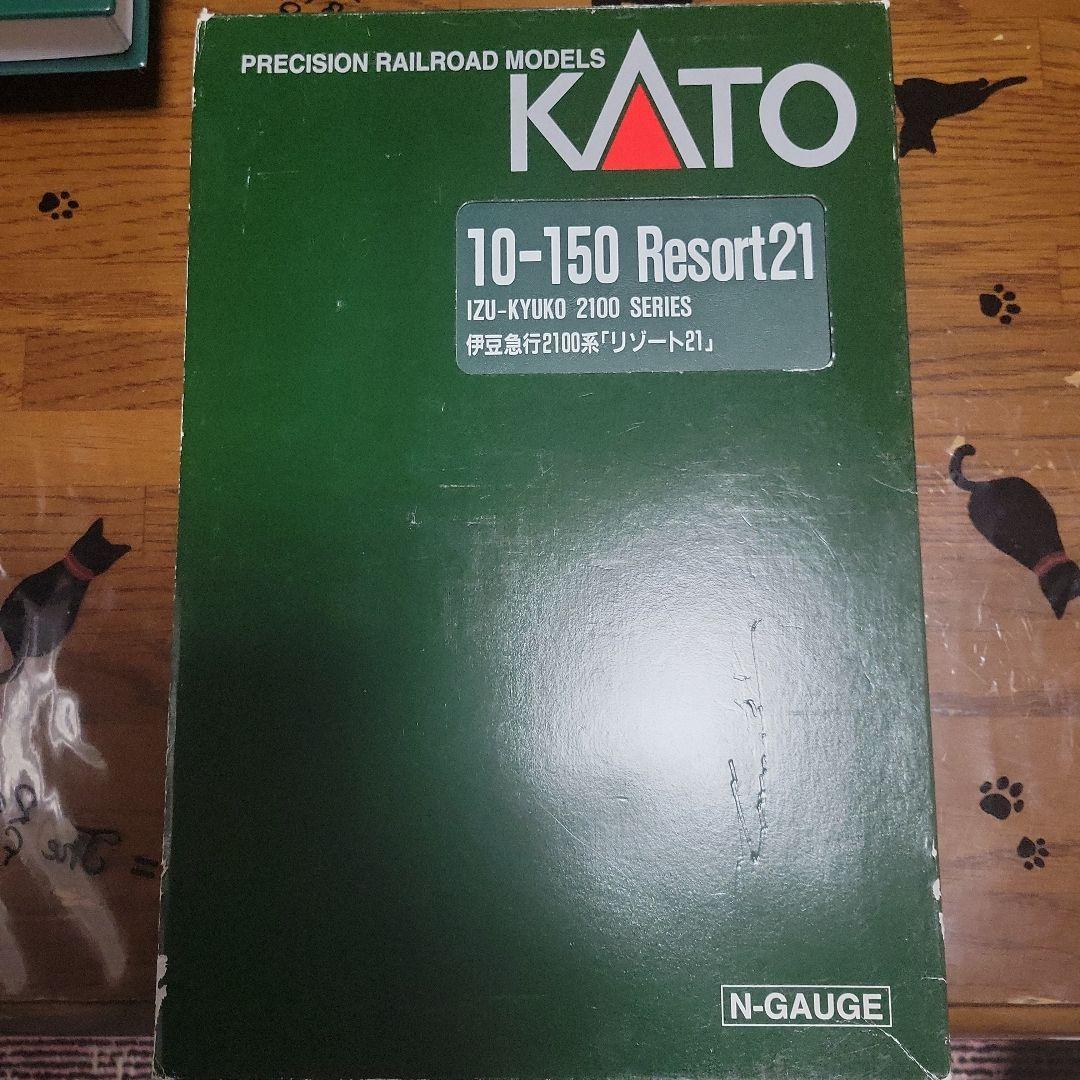 PRECISION RAILROAD MODELS
KATO
10-150 Resort21
IZU-KYUKO 2100 SERIES
伊豆急行2100系「リゾート21」
The
N-GAUGE